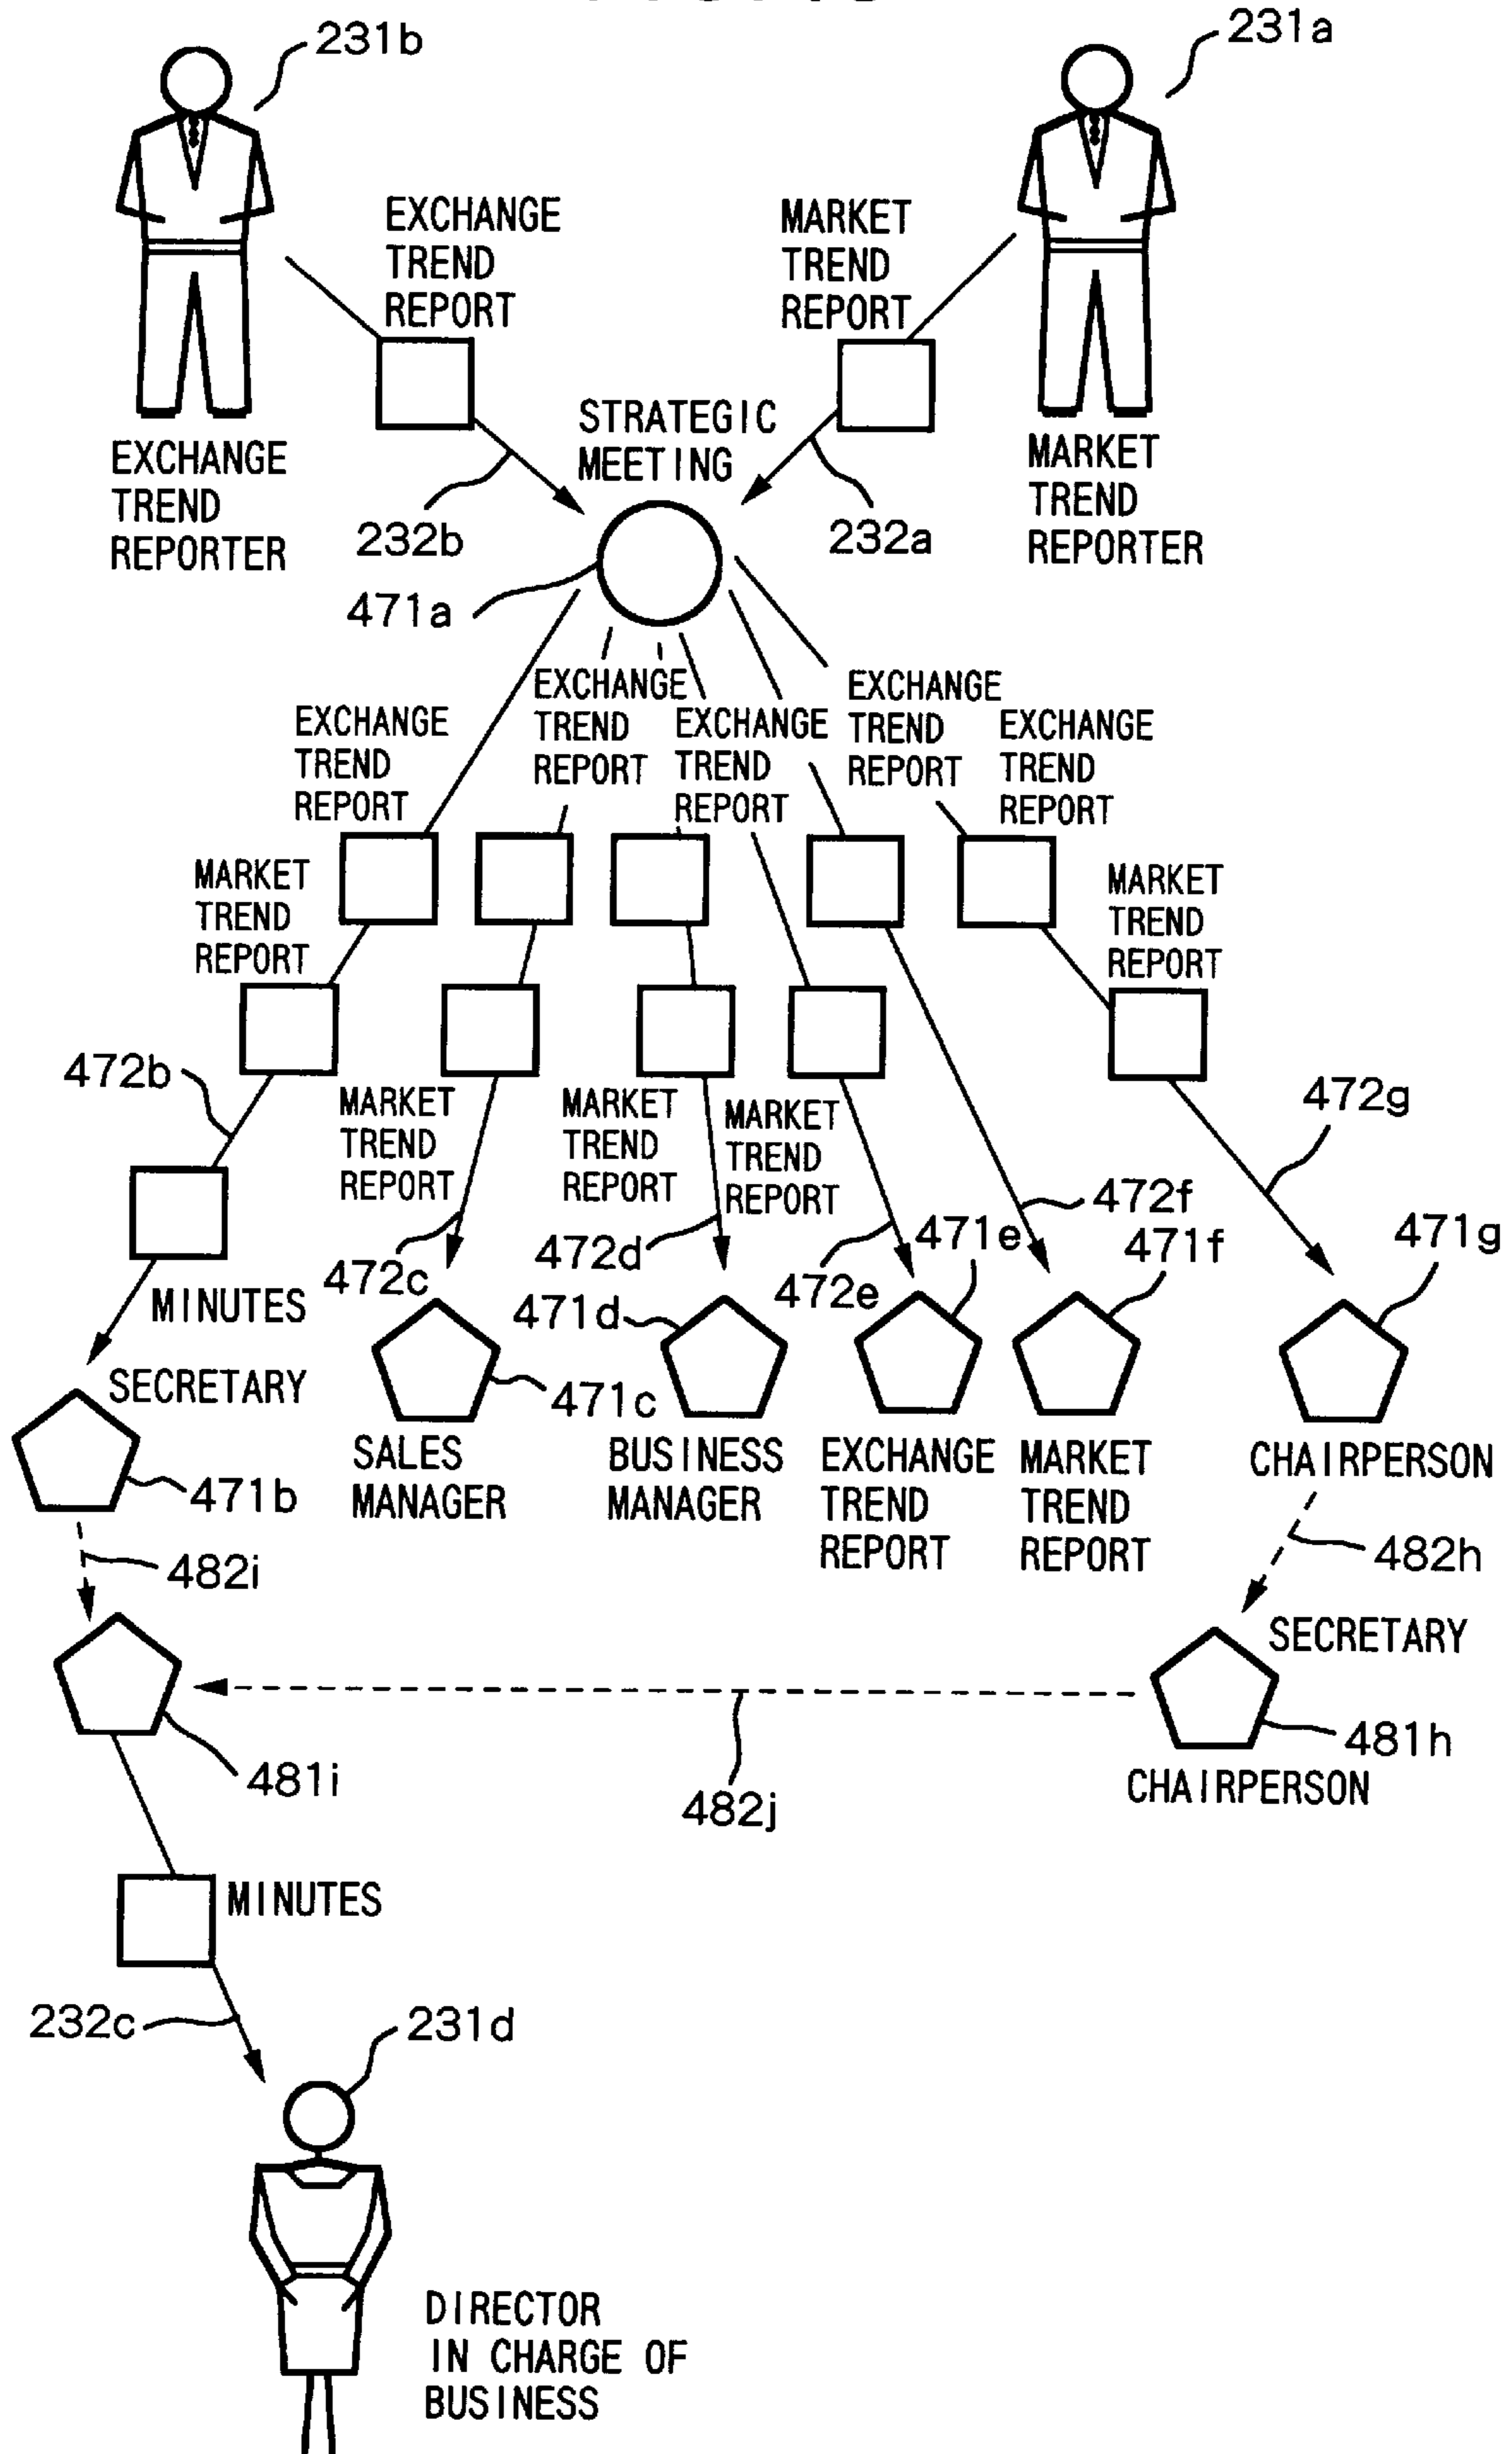 231b
231a
EXCHANGE
TREND
REPORT
MARKET
TREND
REPORT
EXCHANGE
TREND
REPORTER
STRATEGIC
MEETING
MARKET
TREND
REPORTER
232b
232a
471a
EXCHANGE
TREND
REPORT
EXCHANGE
TREND
REPORT
EXCHANGE
TREND
REPORT
EXCHANGE
TREND
REPORT
EXCHANGE
TREND
REPORT
MARKET
TREND
REPORT
MARKET
TREND
REPORT
472b
MARKET
TREND
REPORT
MARKET
TREND
REPORT
MARKET
TREND
REPORT
472g
472c
472d
472e
472f
471e
471f
471g
MINUTES
471d
SECRETARY
471c
471b
SALES
MANAGER
BUSINESS
MANAGER
EXCHANGE
TREND
REPORT
MARKET
TREND
REPORT
CHAIRPERSON
482i
482h
SECRETARY
481i
482j
481h
CHAIRPERSON
MINUTES
232c
231d
DIRECTOR
IN CHARGE OF
BUSINESS